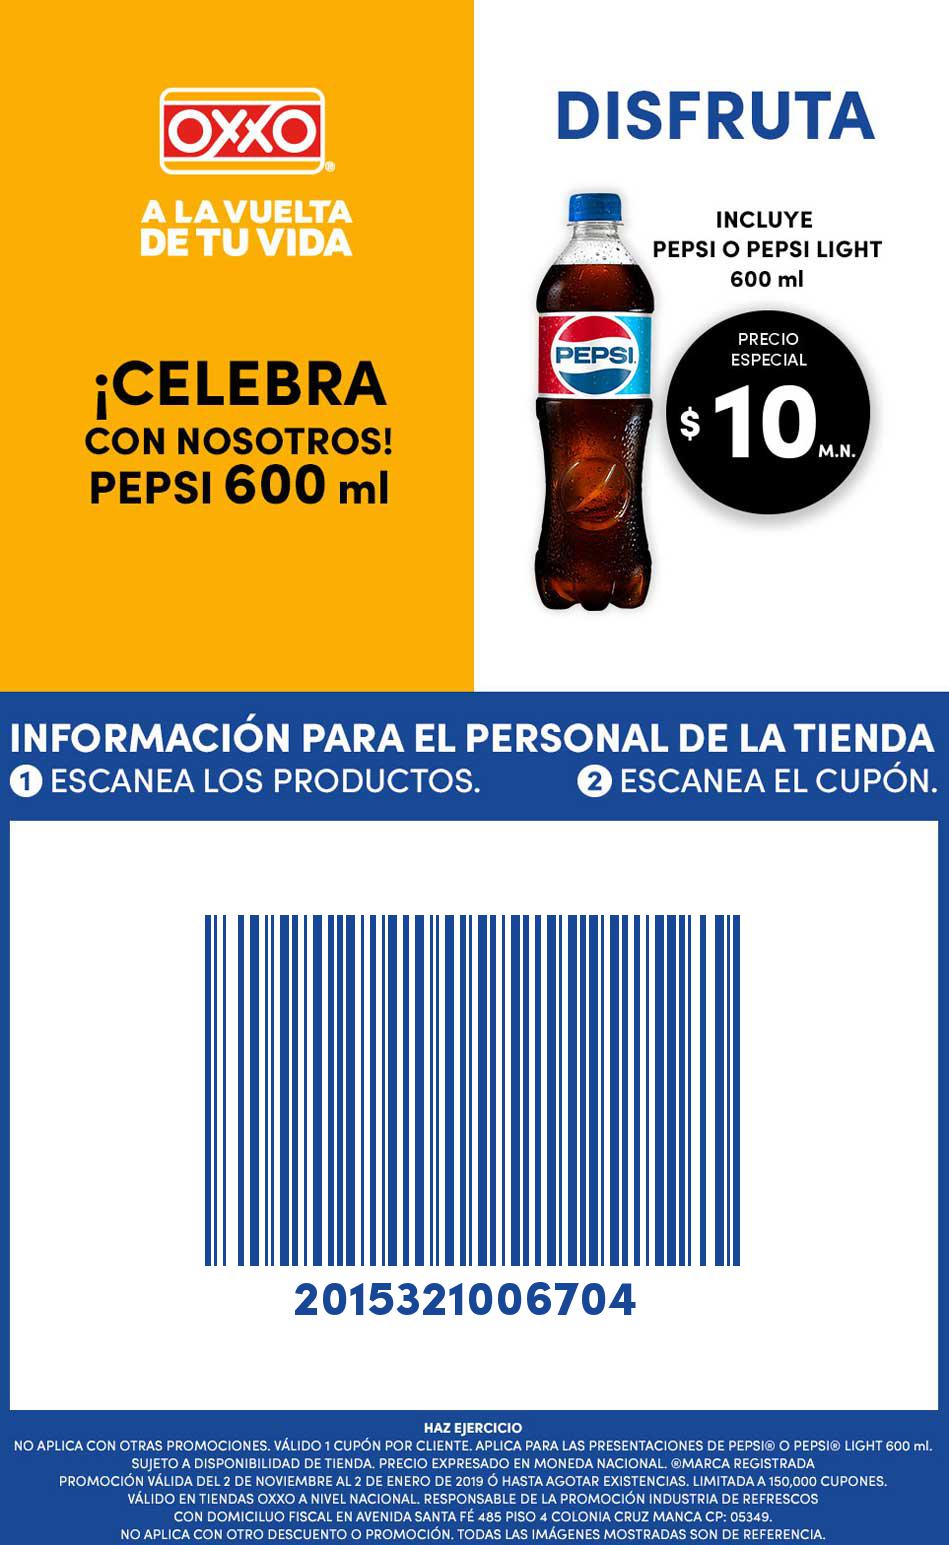 OXXO®
A LA VUELTA
DE TU VIDA
¡CELEBRA
CON NOSOTROS!
PEPSI 600 ml
DISFRUTA
INCLUYE
PEPSI O PEPSI LIGHT
600 ml
PEPSI
PRECIO
ESPECIAL
$ 10 M.N.
INFORMACIÓN PARA EL PERSONAL DE LA TIENDA
1 ESCANEA LOS PRODUCTOS. 2 ESCANEA EL CUPÓN.
2015321006704
HAZ EJERCICIO
NO APLICA CON OTRAS PROMOCIONES. VÁLIDO 1 CUPÓN POR CLIENTE. APLICA PARA LAS PRESENTACIONES DE PEPSI® O PEPSI® LIGHT 600 ml.
SUJETO A DISPONIBILIDAD DE TIENDA. PRECIO EXPRESADO EN MONEDA NACIONAL. ®MARCA REGISTRADA
PROMOCIÓN VÁLIDA DEL 2 DE NOVIEMBRE AL 2 DE ENERO DE 2019 Ó HASTA AGOTAR EXISTENCIAS. LIMITADA A 150,000 CUPONES.
VÁLIDO EN TIENDAS OXXO A NIVEL NACIONAL. RESPONSABLE DE LA PROMOCIÓN INDUSTRIA DE REFRESCOS
CON DOMICILUO FISCAL EN AVENIDA SANTA FÉ 485 PISO 4 COLONIA CRUZ MANCA CP: 05349.
NO APLICA CON OTRO DESCUENTO O PROMOCIÓN. TODAS LAS IMÁGENES MOSTRADAS SON DE REFERENCIA.